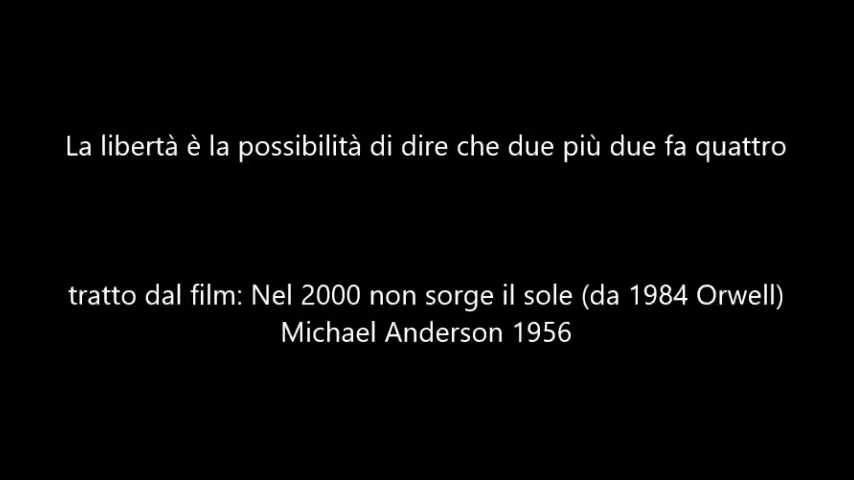 La libertà è la possibilità di dire che due più due fa quattro
tratto dal film: Nel 2000 non sorge il sole (da 1984 Orwell)
Michael Anderson 1956